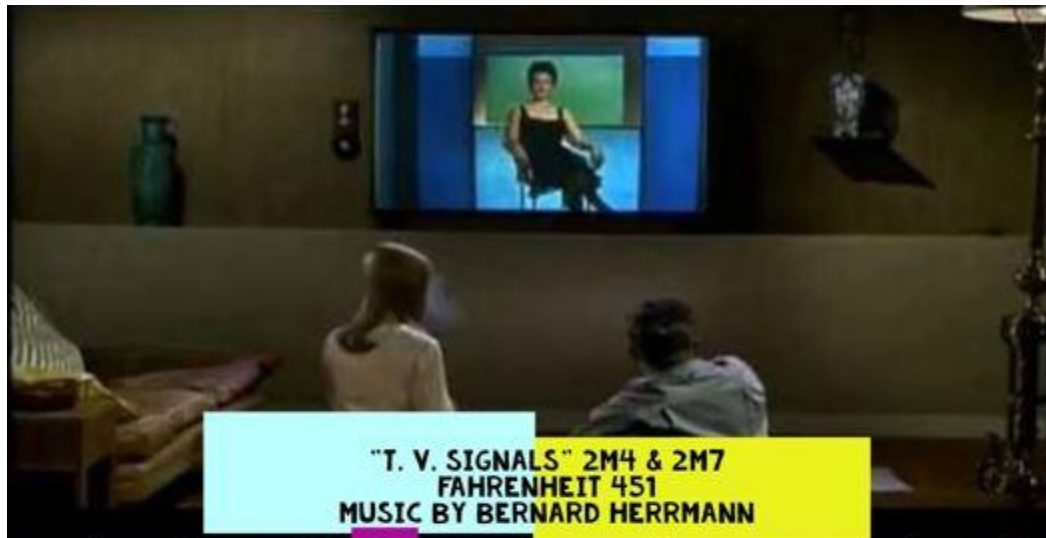 "T. V. SIGNALS" 2M4 & 2M7
FAHRENHEIT 451
MUSIC BY BERNARD HERRMANN